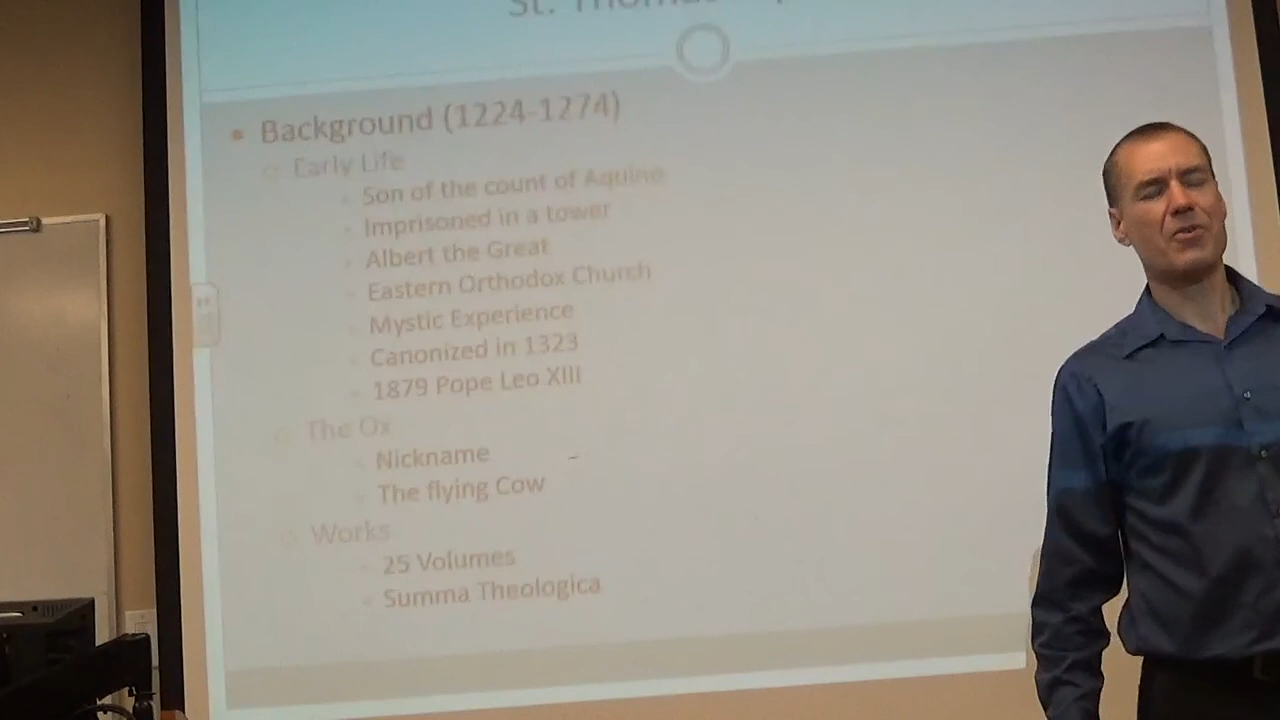 St. Thomas
Background (1224-1274)
Early Life
Son of the count of Aquino
Imprisoned in a tower
Albert the Great
Eastern Orthodox Church
Mystic Experience
Canonized in 1323
1879 Pope Leo XIII
The Ox
Nickname
The flying Cow
Works
25 Volumes
Summa Theologica